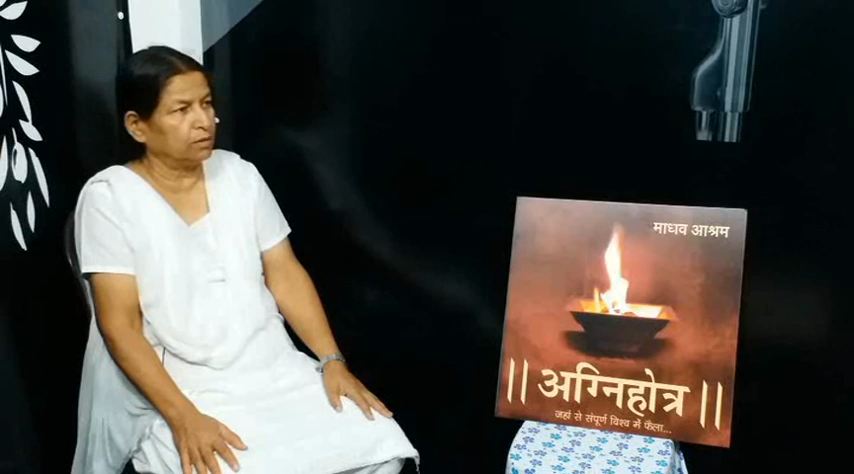 माधव आश्रम
|| अग्निहोत्र ||
जहां से संपूर्ण विश्व में फैला...